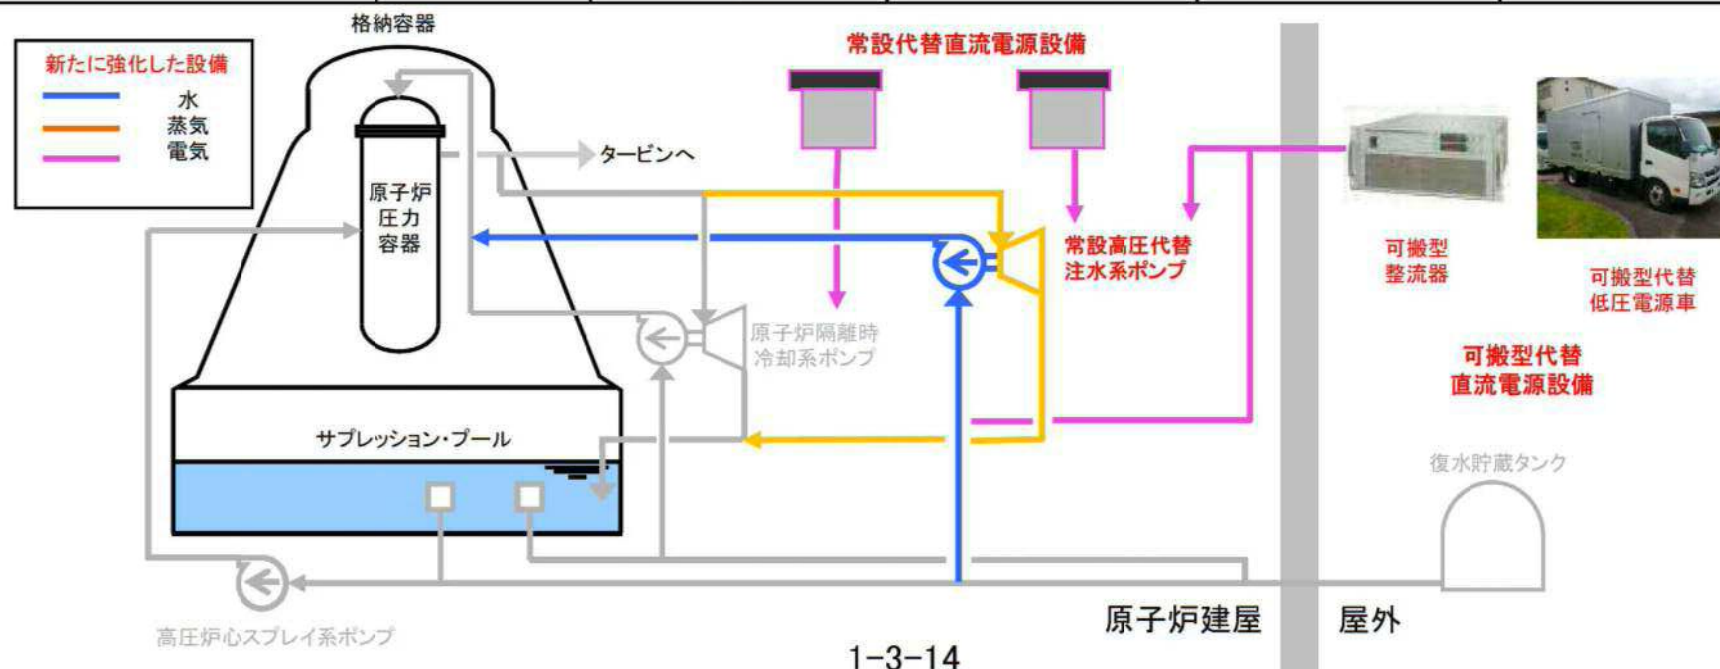 格納容器
新たに強化した設備
水
蒸気
電気
常設代替直流電源設備
タービンへ
原子炉
圧力
容器
常設高圧代替
注水系ポンプ
可搬型
整流器
可搬型代替
低圧電源車
原子炉隔離時
冷却系ポンプ
可搬型代替
直流電源設備
サプレッション・プール
復水貯蔵タンク
高圧炉心スプレイ系ポンプ
原子炉建屋
屋外
1-3-14